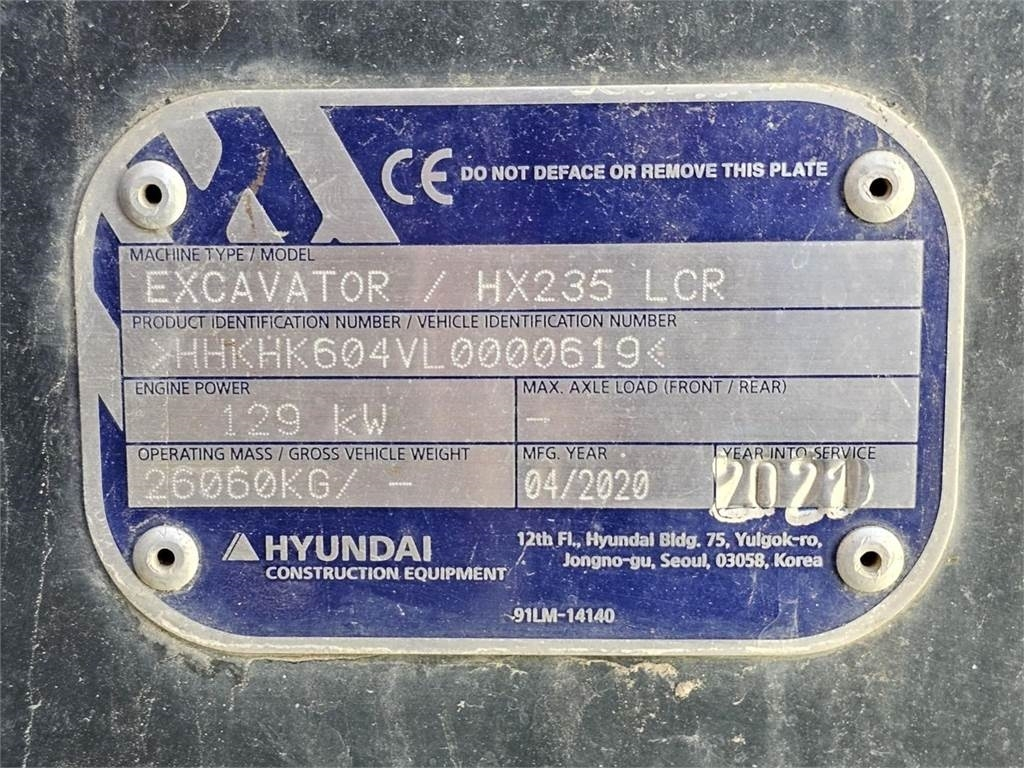 CE DO NOT DEFACE OR REMOVE THIS PLATE
MACHINE TYPE / MODEL
EXCAVATOR / HX235 LCR
PRODUCT IDENTIFICATION NUMBER / VEHICLE IDENTIFICATION NUMBER
>HHKHK604VL0000619<
ENGINE POWER
129 kW
MAX. AXLE LOAD (FRONT / REAR)
-
OPERATING MASS / GROSS VEHICLE WEIGHT
26060KG/ -
MFG. YEAR
04/2020
YEAR INTO SERVICE
2021
HYUNDAI
CONSTRUCTION EQUIPMENT
12th Fl., Hyundai Bldg. 75, Yulgok-ro,
Jongno-gu, Seoul, 03058, Korea
91LM-14140